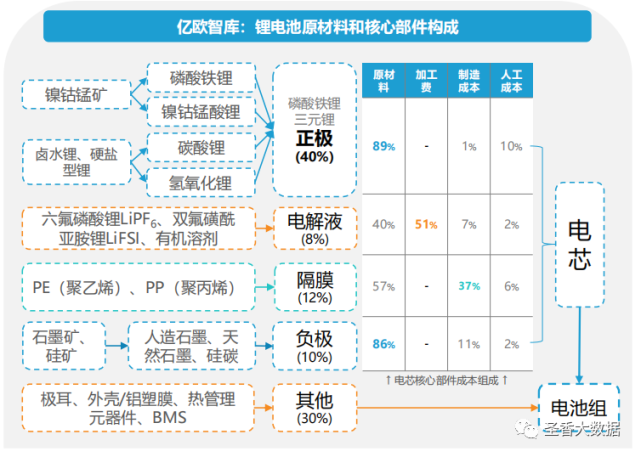 亿欧智库：锂电池原材料和核心部件构成
镍钴锰矿
磷酸铁锂
镍钴锰酸锂
卤水锂、硬盐
型锂
碳酸锂
氢氧化锂
磷酸铁锂
三元锂
正极
(40%)
六氟磷酸锂LiPF6、双氟磺酰
亚胺锂LiFSI、有机溶剂
电解液
(8%)
PE（聚乙烯）、PP（聚丙烯）
隔膜
(12%)
石墨矿、
硅矿
人造石墨、天
然石墨、硅碳
负极
(10%)
极耳、外壳/铝塑膜、热管理
元器件、BMS
其他
(30%)
原材
料
加工
费
制造
成本
人工
成本
89% - 1% 10%
40% 51% 7% 2%
57% - 37% 6%
86% - 11% 2%
↑电芯核心部件成本组成↑
电
芯
电池组
圣香大数据